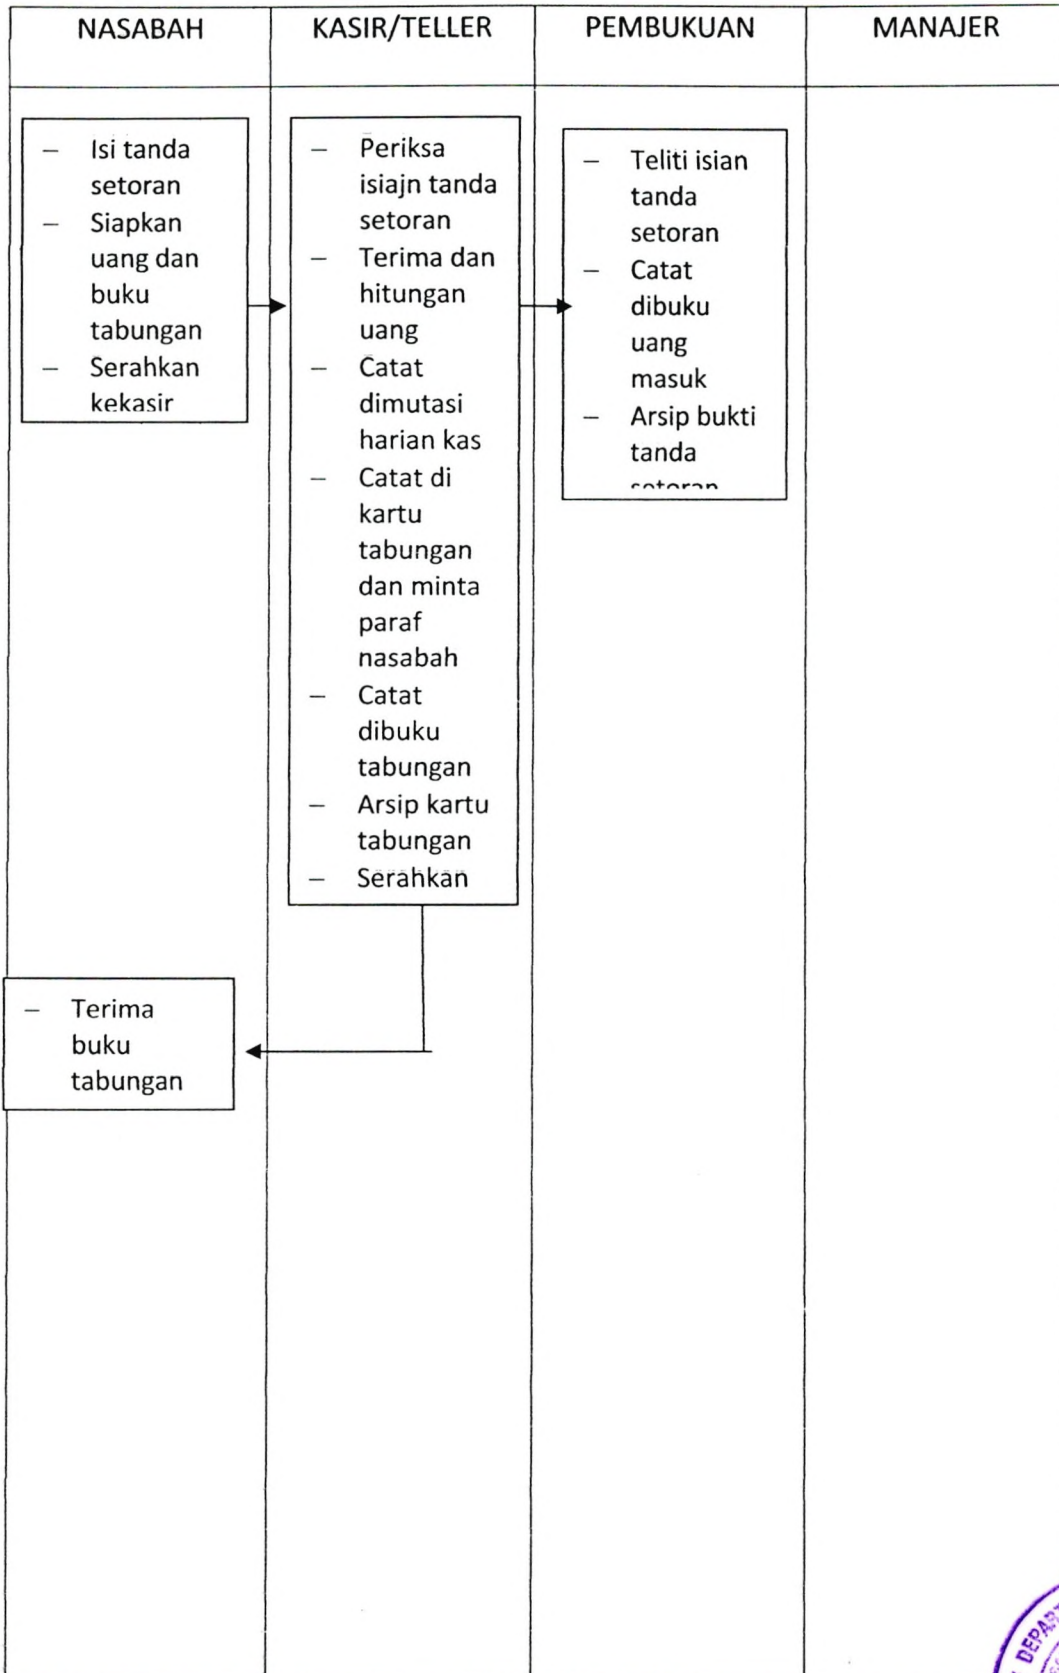 NASABAH
KASIR/TELLER
PEMBUKUAN
MANAJER
– Isi tanda
setoran
– Siapkan
uang dan
buku
tabungan
– Serahkan
kekasir
– Periksa
isiajn tanda
setoran
– Terima dan
hitungan
uang
– Catat
dimutasi
harian kas
– Catat di
kartu
tabungan
dan minta
paraf
nasabah
– Catat
dibuku
tabungan
– Arsip kartu
tabungan
– Serahkan
– Teliti isian
tanda
setoran
– Catat
dibuku
uang
masuk
– Arsip bukti
tanda
setoran
– Terima
buku
tabungan